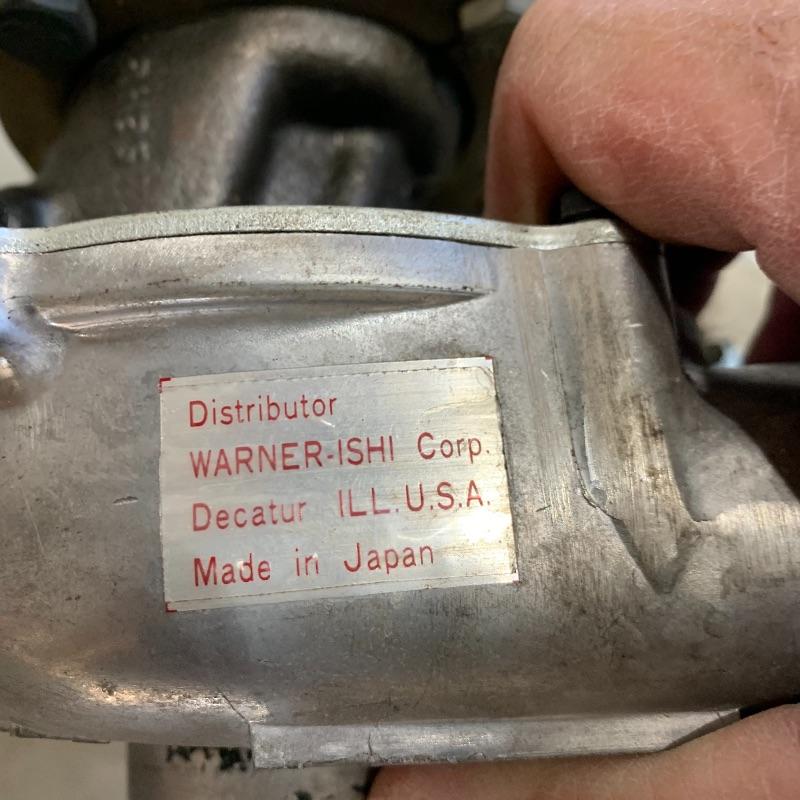 Distributor
WARNER-ISHI Corp.
Decatur ILL.U.S.A.
Made in Japan